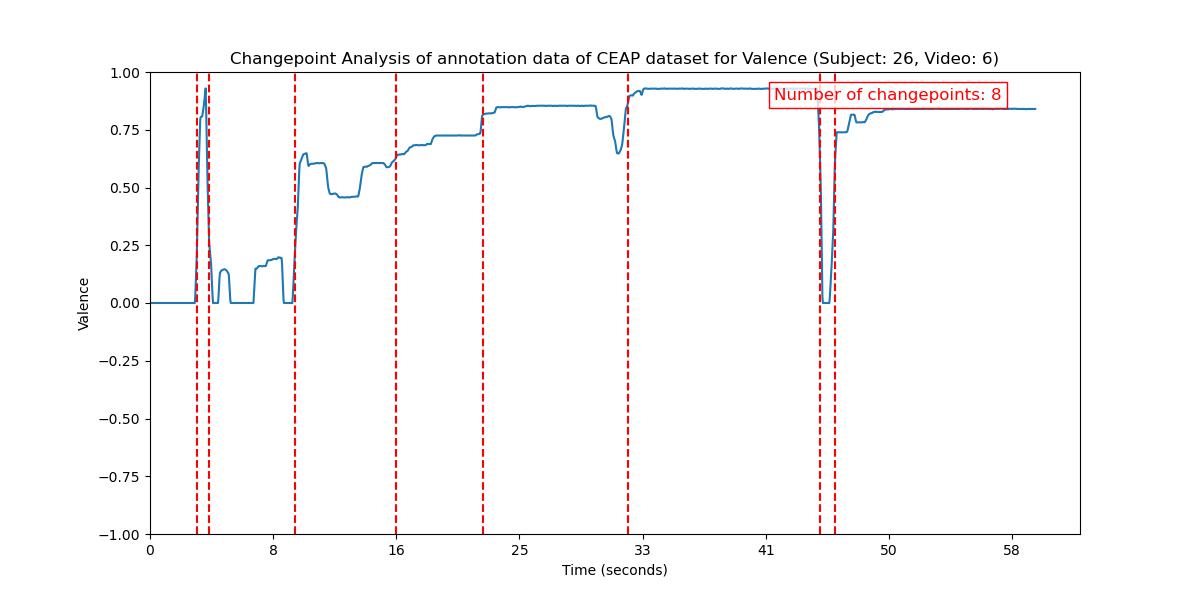 Changepoint Analysis of annotation data of CEAP dataset for Valence (Subject: 26, Video: 6)
Number of changepoints: 8
1.00
0.75
0.50
0.25
0.00
−0.25
−0.50
−0.75
−1.00
Valence
0 8 16 25 33 41 50 58
Time (seconds)